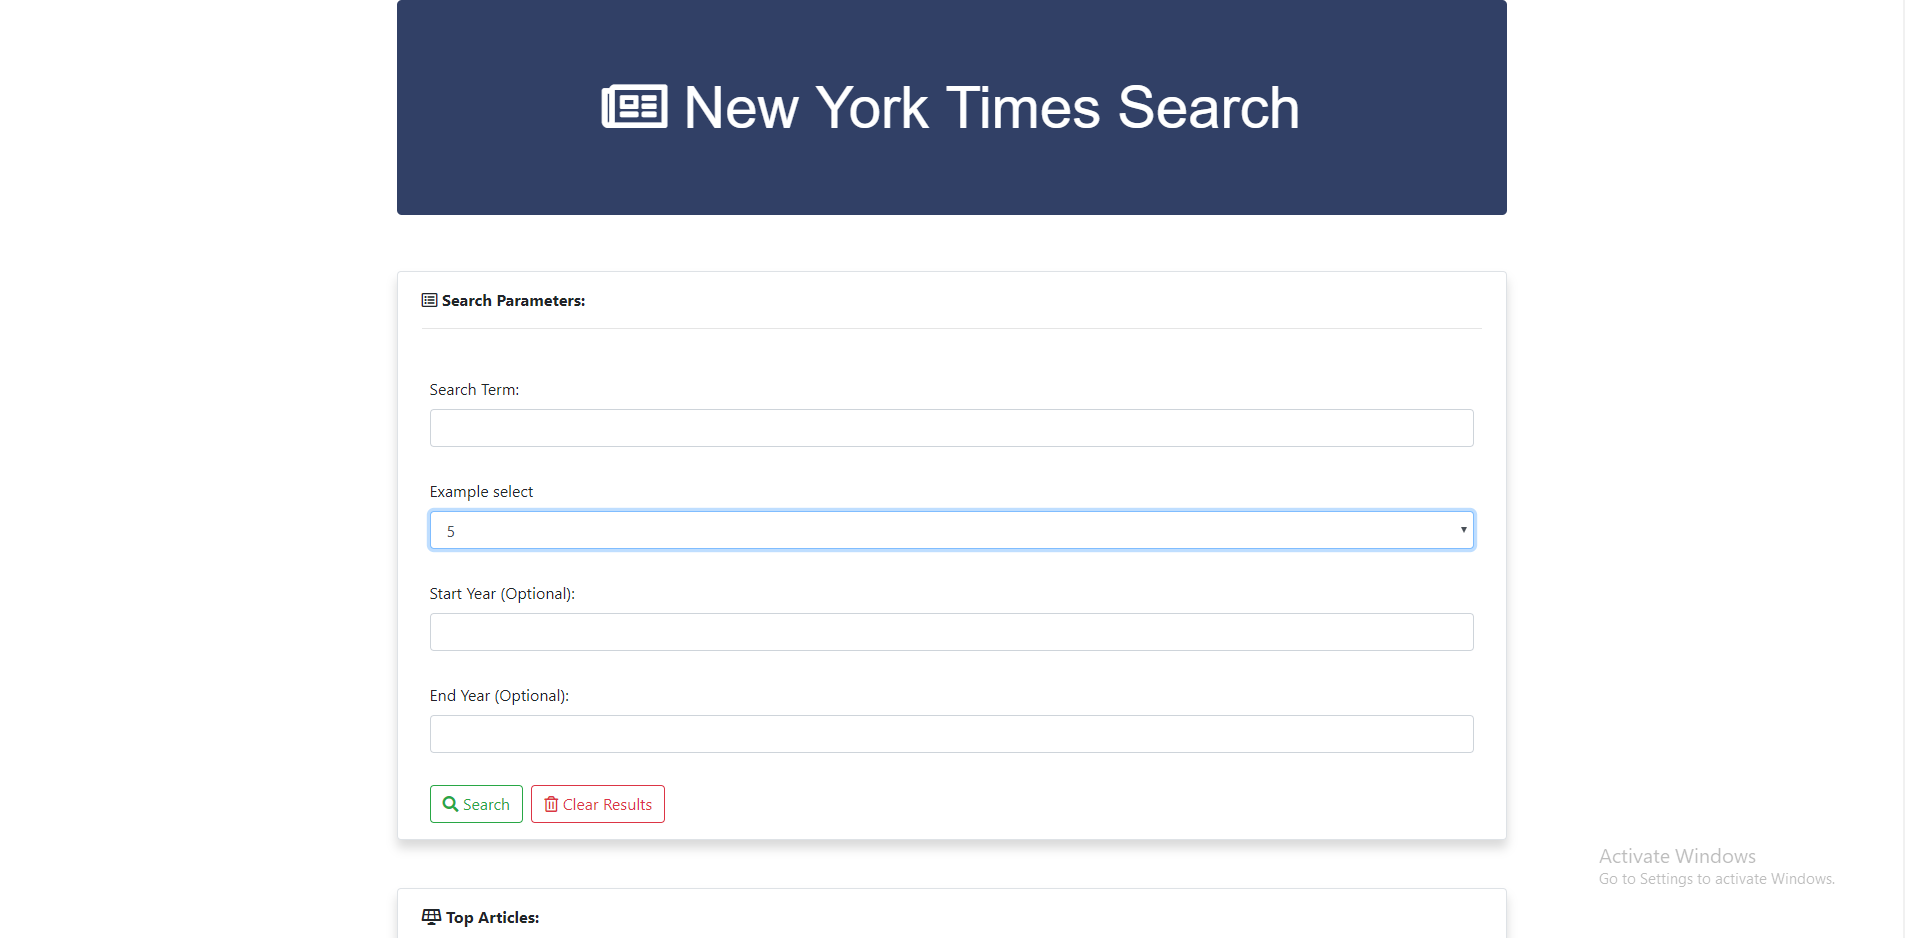 New York Times Search
Search Parameters:
Search Term:
Example select
5
Start Year (Optional):
End Year (Optional):
Search
Clear Results
Activate Windows
Go to Settings to activate Windows.
Top Articles: